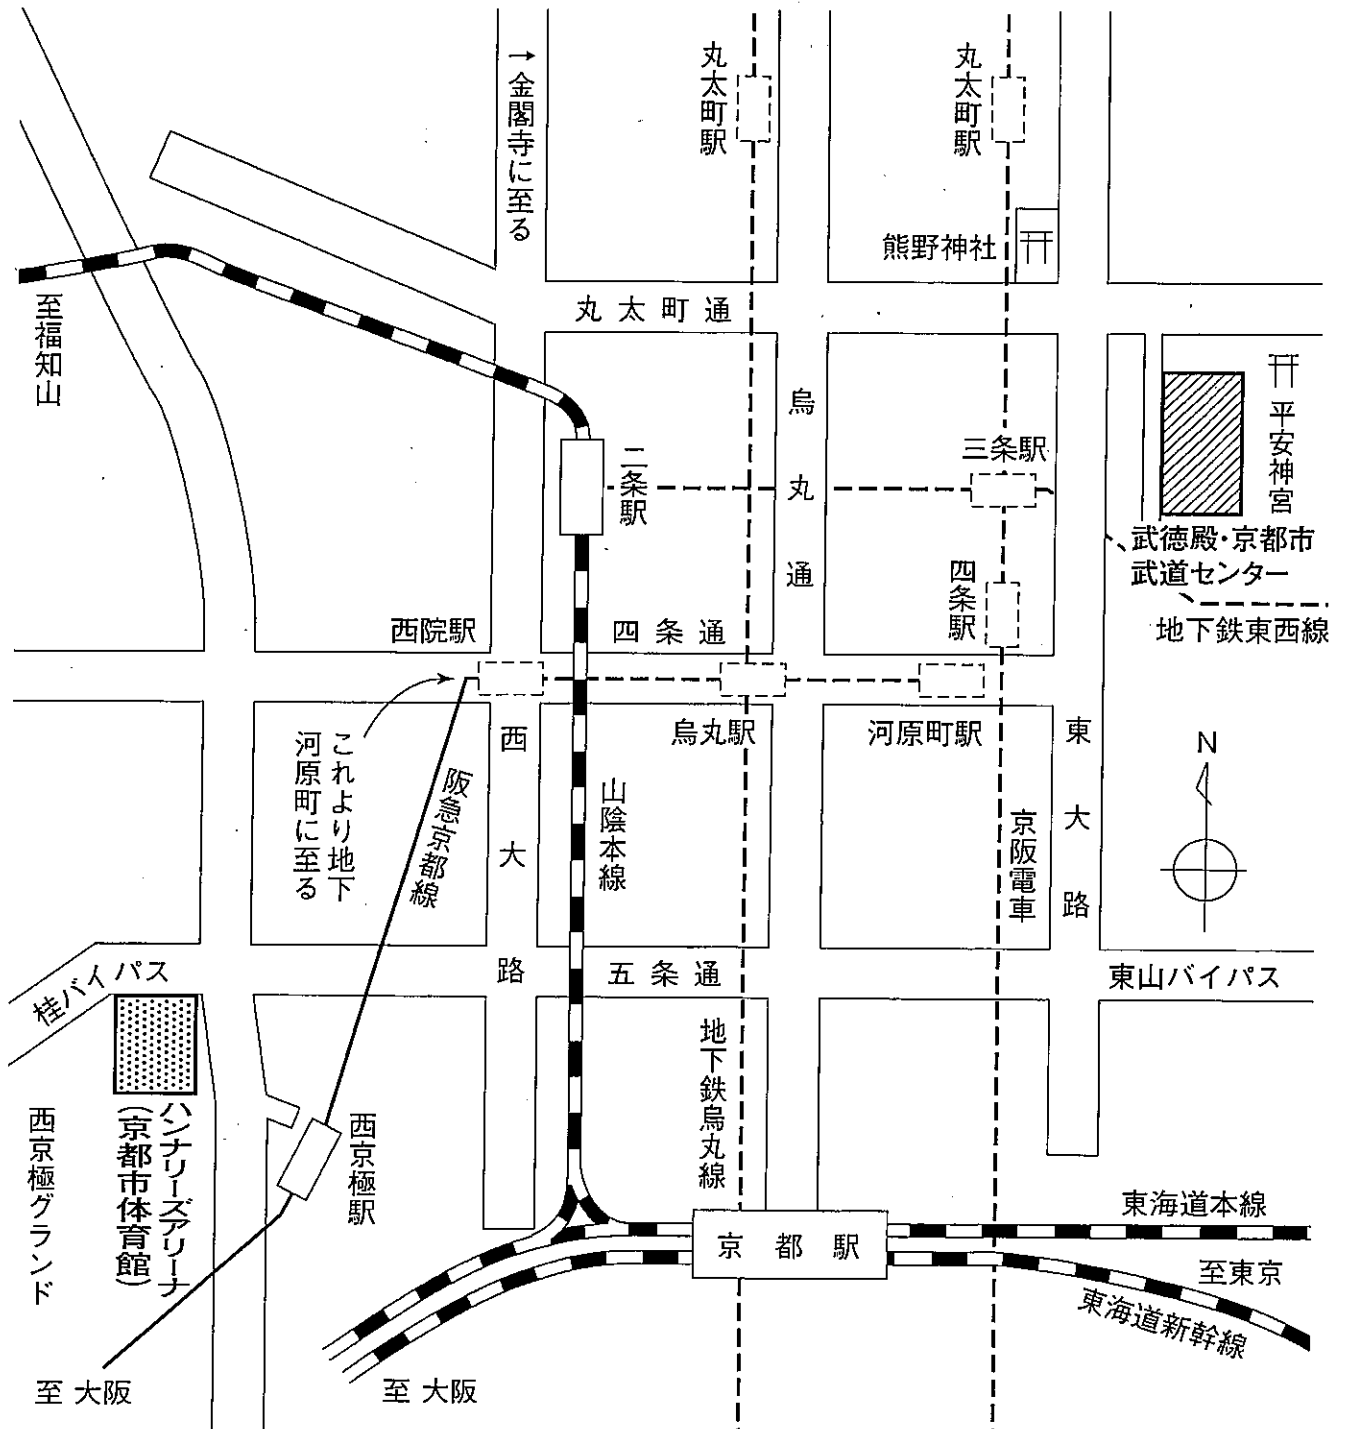 →金閣寺に至る
丸太町駅
丸太町駅
熊野神社
丸太町通
至福知山
烏丸通
平安神宮
二条駅
三条駅
武徳殿・京都市
武道センター
地下鉄東西線
四条駅
西院駅
四条通
烏丸駅
河原町駅
これより地下
河原町に至る
阪急京都線
西大路
山陰本線
京阪電車
東大路
N
桂バイパス
五条通
東山バイパス
地下鉄烏丸線
西京極グランド
ハンナリーズアリーナ
(京都市体育館)
西京極駅
京都駅
東海道本線
至東京
東海道新幹線
至 大阪
至 大阪